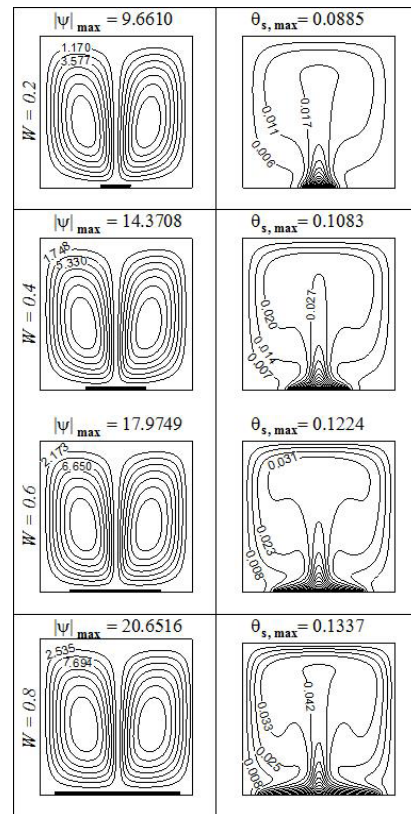 |ψ| max = 9.6610
θs, max = 0.0885
W = 0.2
1.170
3.577
0.017
0.011
0.006
|ψ| max = 14.3708
θs, max = 0.1083
W = 0.4
1.748
5.330
0.027
0.020
0.014
0.007
|ψ| max = 17.9749
θs, max = 0.1224
W = 0.6
2.173
6.650
0.031
0.023
0.008
|ψ| max = 20.6516
θs, max = 0.1337
W = 0.8
2.535
7.694
0.042
0.033
0.025
0.008